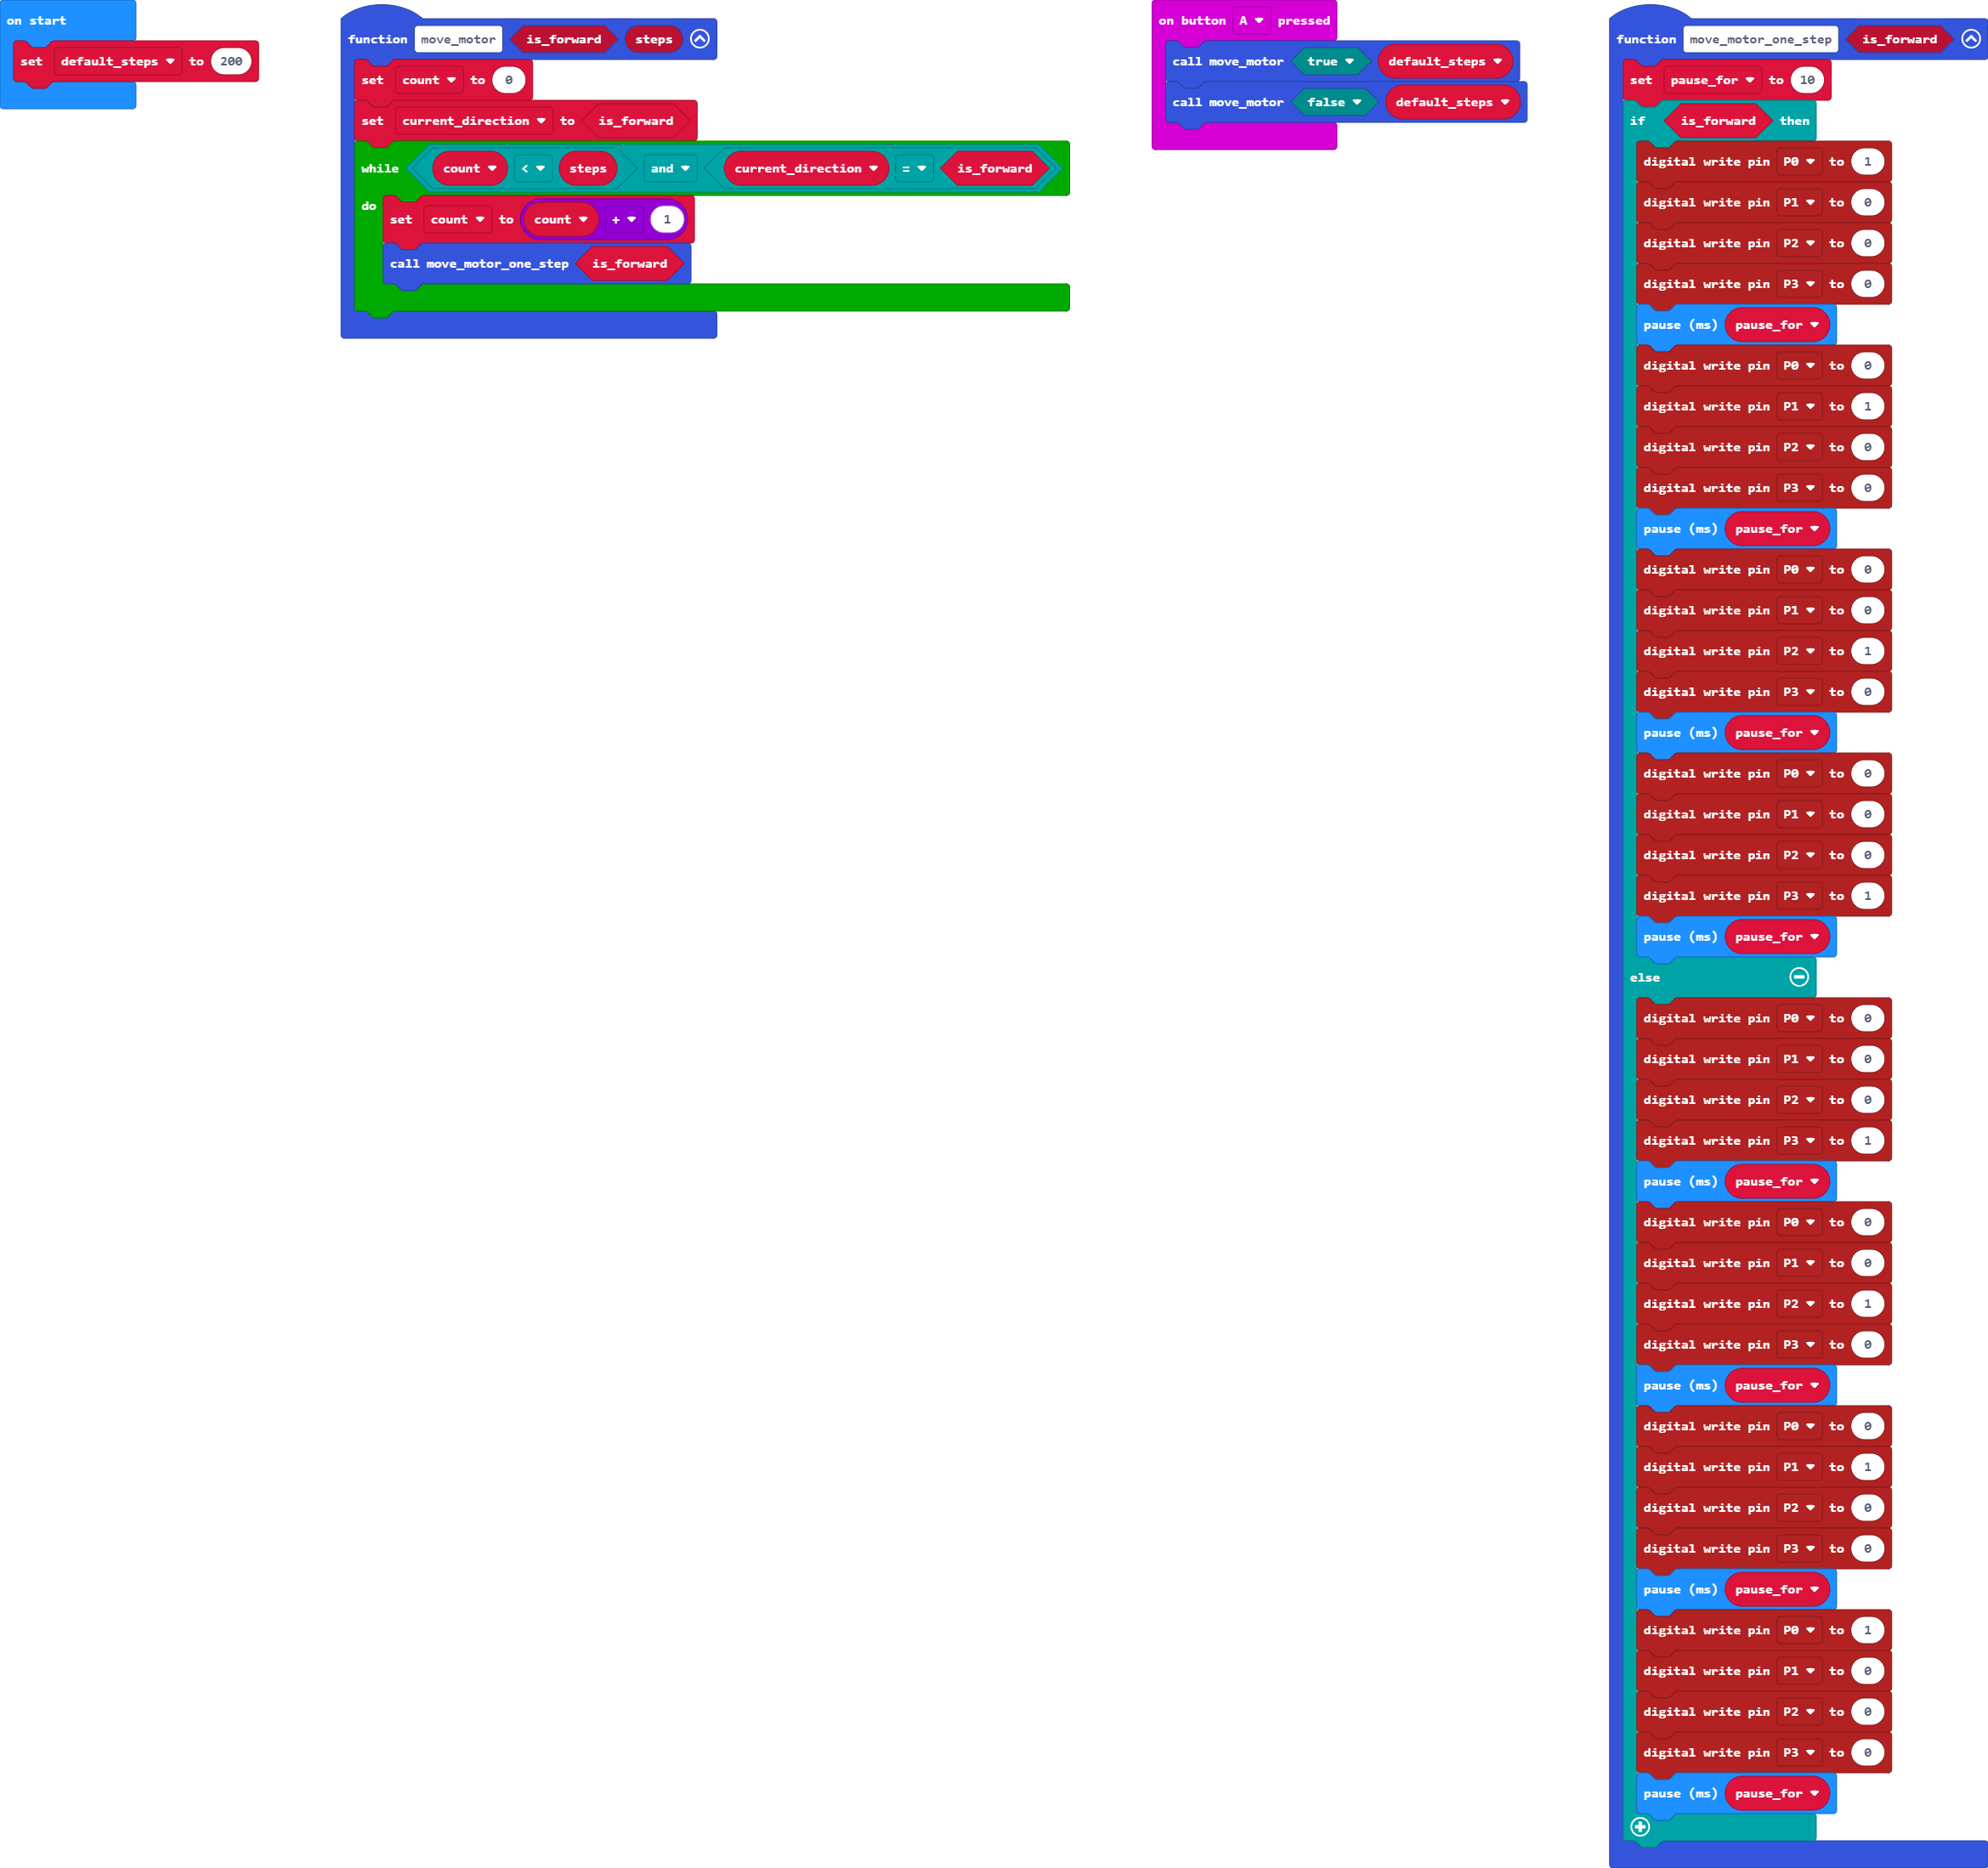 on start
set default_steps to 200
function move_motor is_forward steps
set count to 0
set current_direction to is_forward
while count < steps and current_direction = is_forward
do
set count to count + 1
call move_motor_one_step is_forward
on button A pressed
call move_motor true default_steps
call move_motor false default_steps
function move_motor_one_step is_forward
set pause_for to 10
if is_forward then
digital write pin P0 to 1
digital write pin P1 to 0
digital write pin P2 to 0
digital write pin P3 to 0
pause (ms) pause_for
digital write pin P0 to 0
digital write pin P1 to 1
digital write pin P2 to 0
digital write pin P3 to 0
pause (ms) pause_for
digital write pin P0 to 0
digital write pin P1 to 0
digital write pin P2 to 1
digital write pin P3 to 0
pause (ms) pause_for
digital write pin P0 to 0
digital write pin P1 to 0
digital write pin P2 to 0
digital write pin P3 to 1
pause (ms) pause_for
else
digital write pin P0 to 0
digital write pin P1 to 0
digital write pin P2 to 0
digital write pin P3 to 1
pause (ms) pause_for
digital write pin P0 to 0
digital write pin P1 to 0
digital write pin P2 to 1
digital write pin P3 to 0
pause (ms) pause_for
digital write pin P0 to 0
digital write pin P1 to 1
digital write pin P2 to 0
digital write pin P3 to 0
pause (ms) pause_for
digital write pin P0 to 1
digital write pin P1 to 0
digital write pin P2 to 0
digital write pin P3 to 0
pause (ms) pause_for